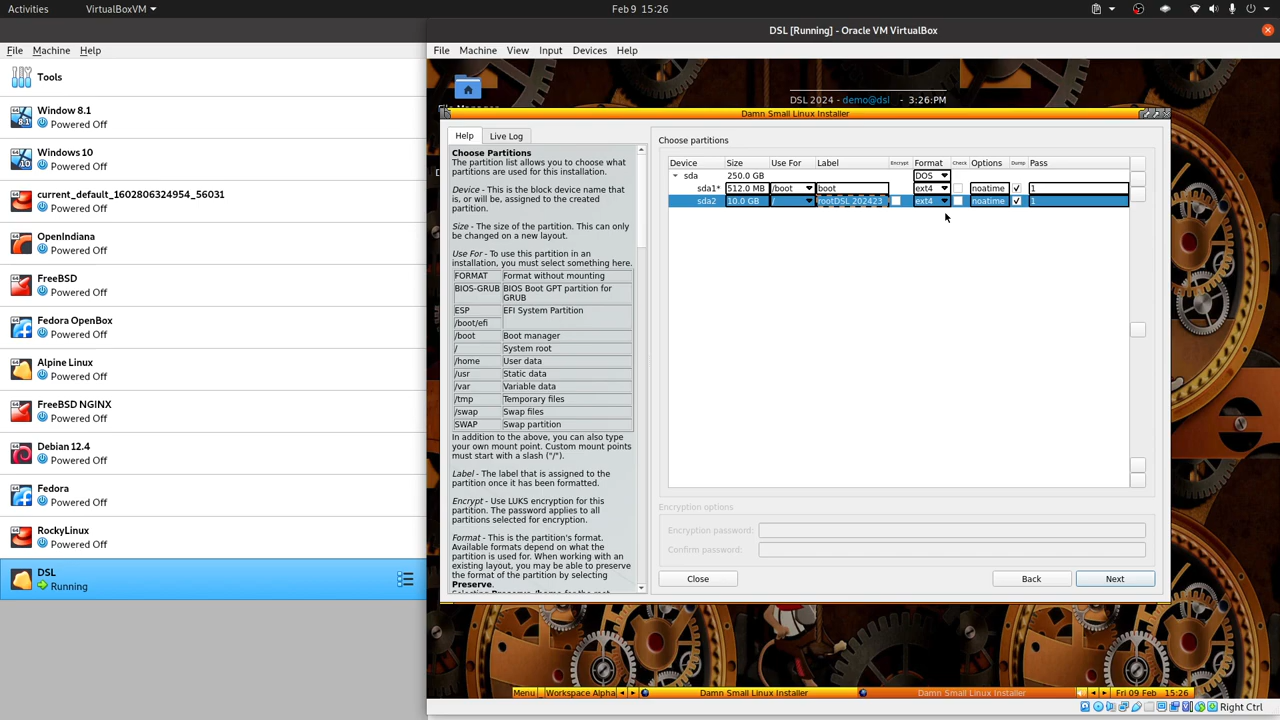 Activities
VirtualBoxVM
Feb 9 15:26
DSL [Running] - Oracle VM VirtualBox
File Machine Help
File Machine View Input Devices Help
Tools
Window 8.1
Powered Off
Windows 10
Powered Off
current_default_1602806324954_56031
Powered Off
OpenIndiana
Powered Off
FreeBSD
Powered Off
Fedora OpenBox
Powered Off
Alpine Linux
Powered Off
FreeBSD NGINX
Powered Off
Debian 12.4
Powered Off
Fedora
Powered Off
RockyLinux
Powered Off
DSL
Running
DSL 2024 - demo@dsl - 3:26:PM
Damn Small Linux Installer
Help
Live Log
Choose Partitions
The partition list allows you to choose what
partitions are used for this installation.
Device - This is the block device name that
is, or will be, assigned to the created
partition.
Size - The size of the partition. This can only
be changed on a new layout.
Use For - To use this partition in an
installation, you must select something here.
FORMAT Format without mounting
BIOS-GRUB BIOS Boot GPT partition for
GRUB
ESP EFI System Partition
/boot/efi
/boot Boot manager
/ System root
/home User data
/usr Static data
/var Variable data
/tmp Temporary files
/swap Swap files
SWAP Swap partition
In addition to the above, you can also type
your own mount point. Custom mount points
must start with a slash ("/").
Label - The label that is assigned to the
partition once it has been formatted.
Encrypt - Use LUKS encryption for this
partition. The password applies to all
partitions selected for encryption.
Format - This is the partition's format.
Available formats depend on what the
partition is used for. When working with an
existing layout, you may be able to preserve
the format of the partition by selecting
Preserve.
Choose partitions
Device Size Use For Label Encrypt Format Check Options Dump Pass
sda 250.0 GB DOS
sda1* 512.0 MB /boot boot ext4 noatime 1
sda2 10.0 GB / rootDSL 202423 ext4 noatime 1
Encryption options
Encryption password:
Confirm password:
Close
Back
Next
Menu
Workspace Alpha
Damn Small Linux Installer
Damn Small Linux Installer
Fri 09 Feb
15:26
Right Ctrl